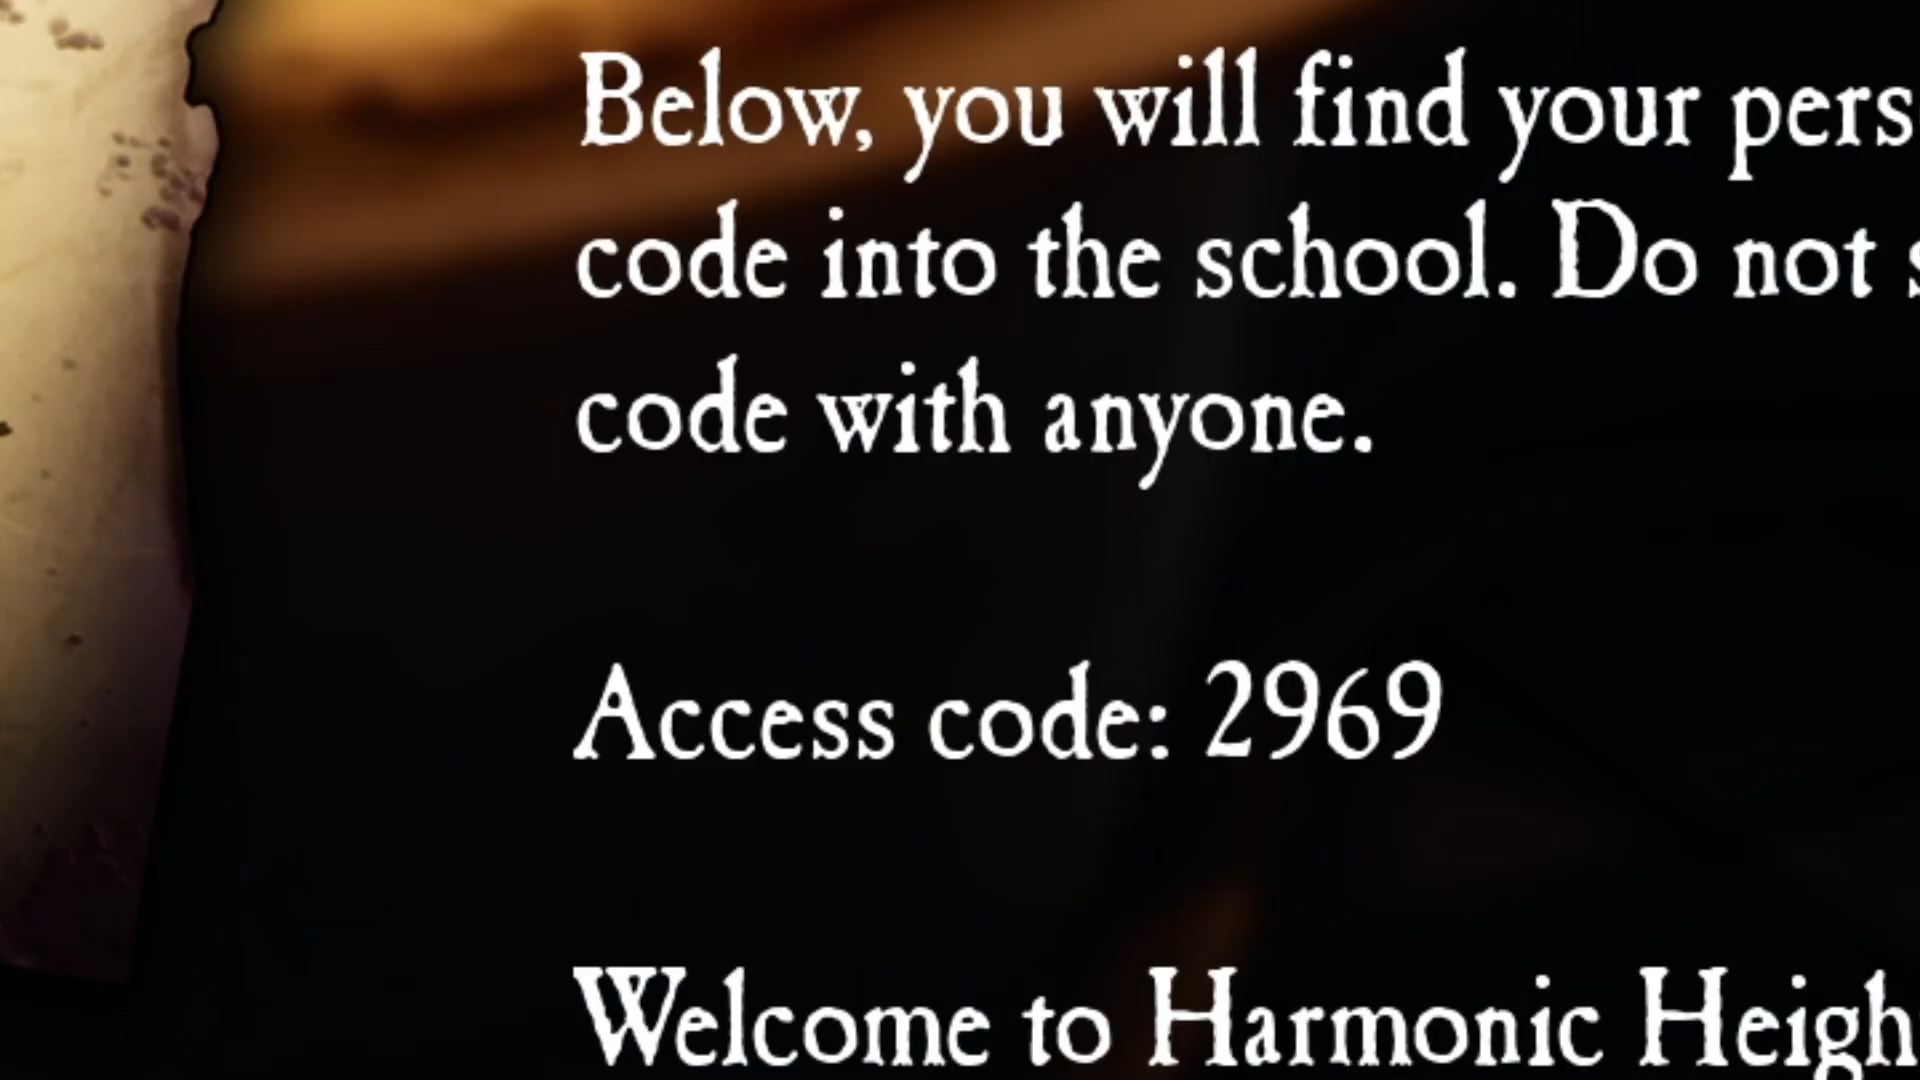 Below, you will find your pers
code into the school. Do not s
code with anyone.
Access code: 2969
Welcome to Harmonic Heigh